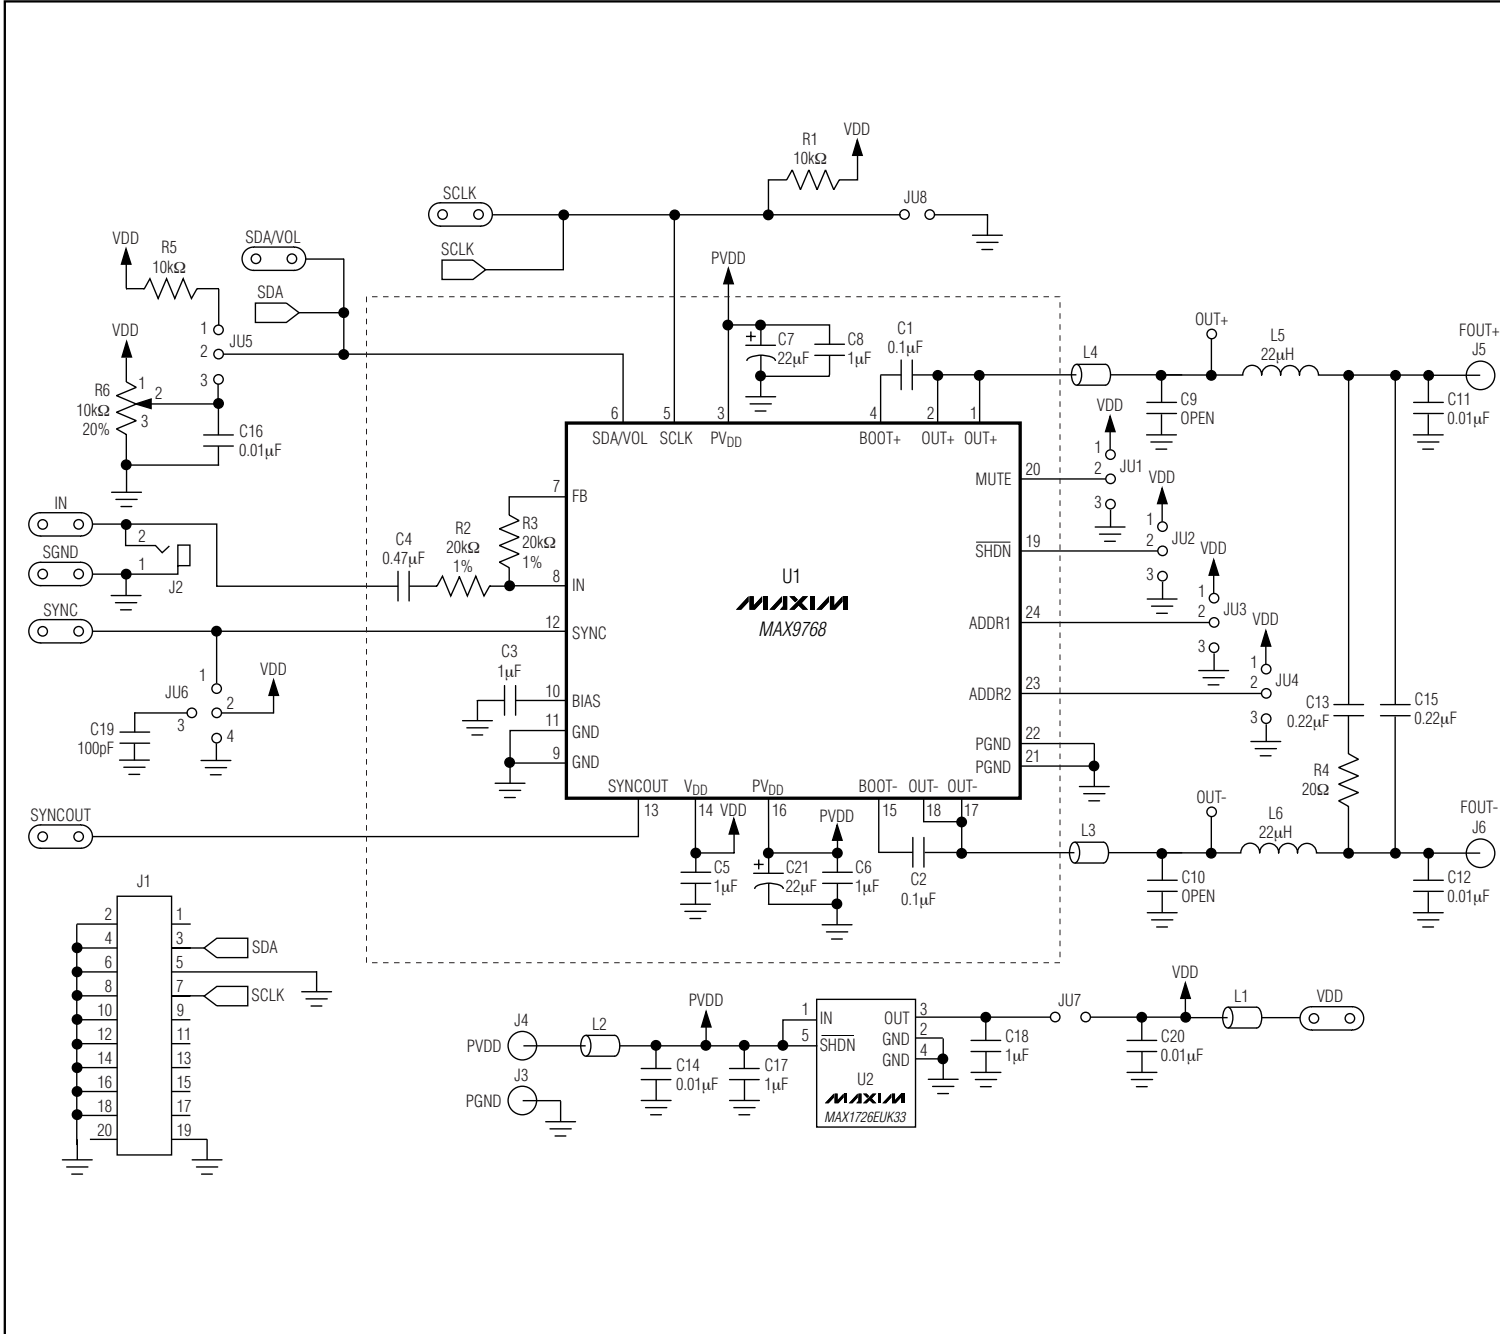 R1
10kΩ
VDD
SCLK
JU8
SCLK
VDD
R5
10kΩ
SDA/VOL
SDA
PVDD
VDD
1
2
JU5
3
R6
10kΩ
20%
1
2
3
C16
0.01µF
+
C7
22µF
C8
1µF
C1
0.1µF
L4
OUT+
L5
22µH
FOUT+
J5
C9
OPEN
C11
0.01µF
6
5
3
4
2
1
SDA/VOL
SCLK
PVDD
BOOT+
OUT+
OUT+
VDD
1
2
JU1
3
MUTE
20
VDD
1
2
JU2
3
SHDN
19
VDD
1
2
JU3
3
ADDR1
24
VDD
1
2
JU4
3
ADDR2
23
PGND
22
PGND
21
IN
SGND
2
1
J2
C4
0.47µF
R2
20kΩ
1%
R3
20kΩ
1%
7
FB
8
IN
U1
MAXIM
MAX9768
SYNC
12
SYNC
C3
1µF
10
BIAS
11
GND
9
GND
1
JU6
2
VDD
3
4
C19
100pF
C13
0.22µF
C15
0.22µF
R4
20Ω
SYNCOUT
VDD
PVDD
BOOT-
OUT-
OUT-
13
14
VDD
16
PVDD
15
18
17
SYNCOUT
C5
1µF
+
C21
22µF
C6
1µF
C2
0.1µF
L3
OUT-
L6
22µH
FOUT-
J6
C10
OPEN
C12
0.01µF
J1
2
1
4
3
SDA
6
5
8
7
SCLK
10
9
12
11
14
13
16
15
18
17
20
19
PVDD
J4
L2
PVDD
C14
0.01µF
C17
1µF
J3
PGND
1
IN
5
SHDN
OUT
3
GND
2
GND
4
U2
MAXIM
MAX1726EUK33
C18
1µF
JU7
C20
0.01µF
VDD
L1
VDD